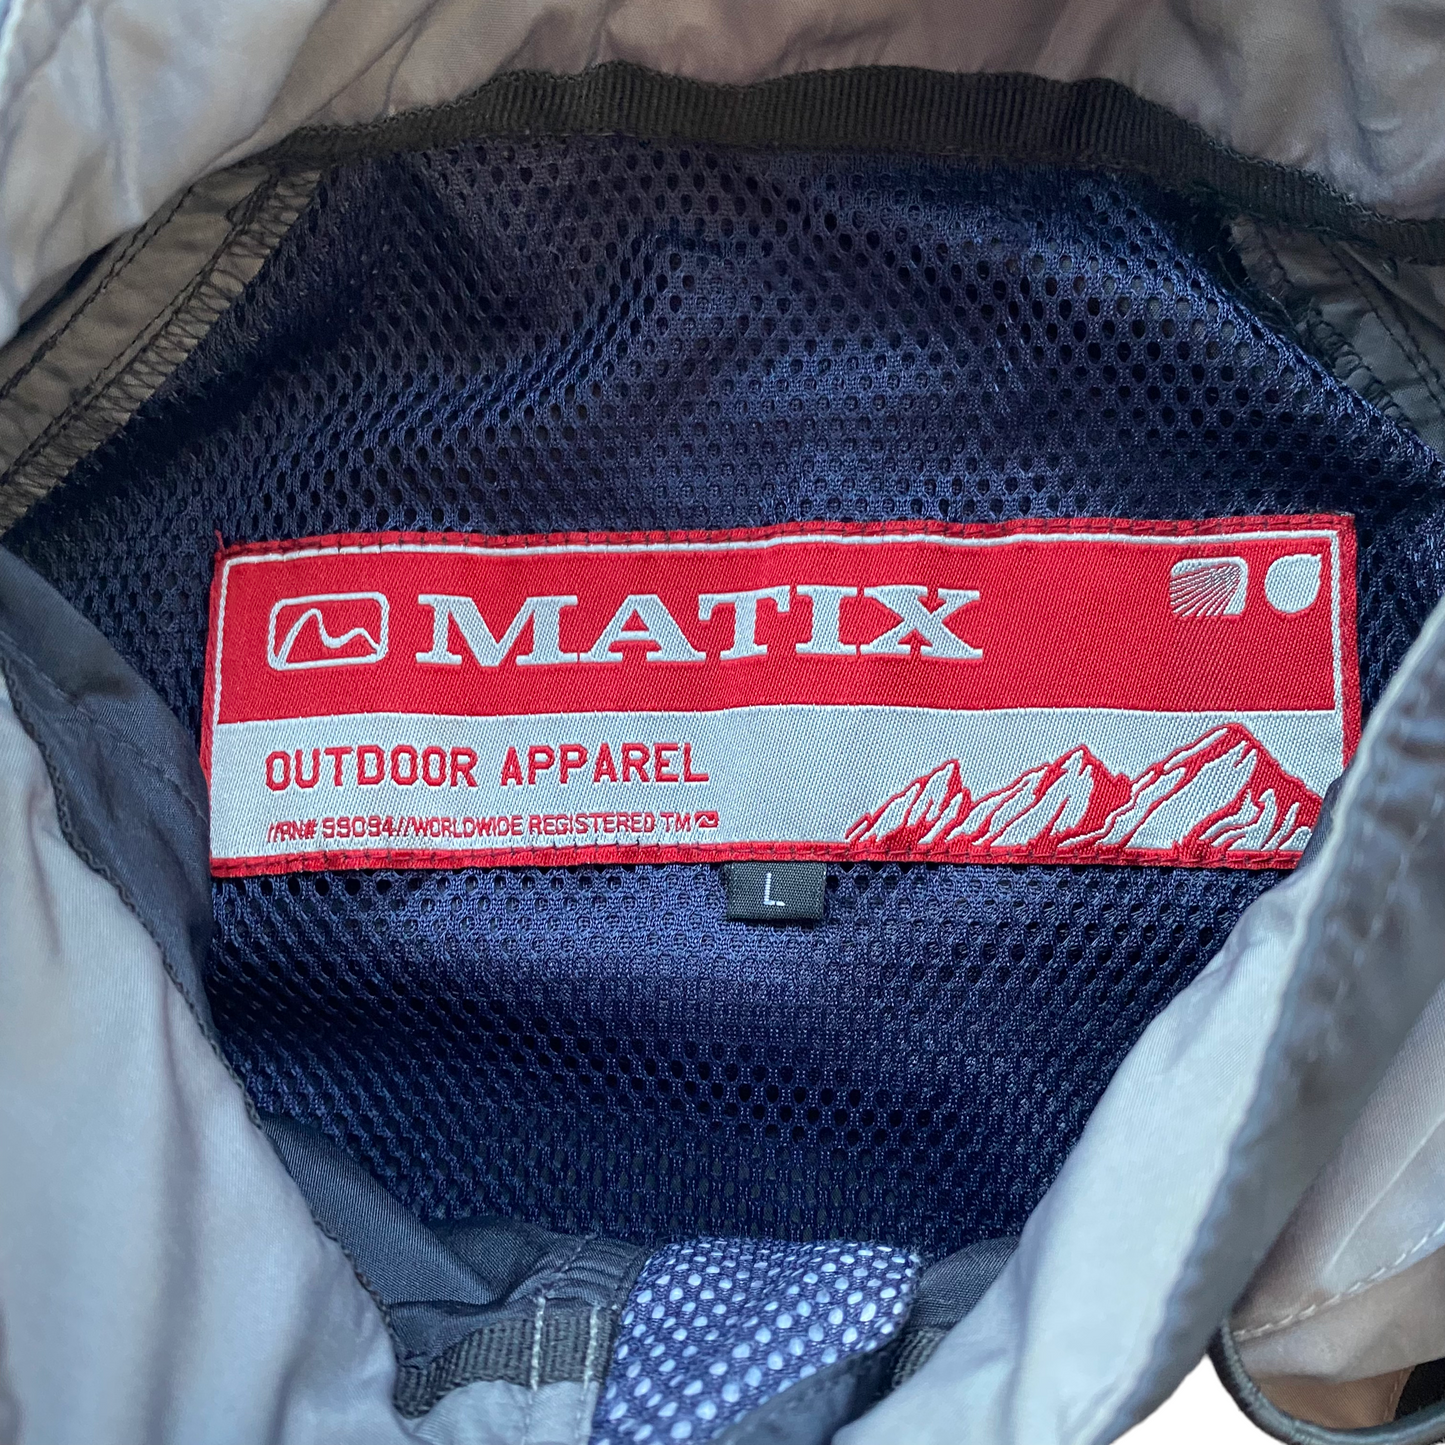 MATIX
OUTDOOR APPAREL
//RN# 99094//WORLDWIDE REGISTERED TM
L